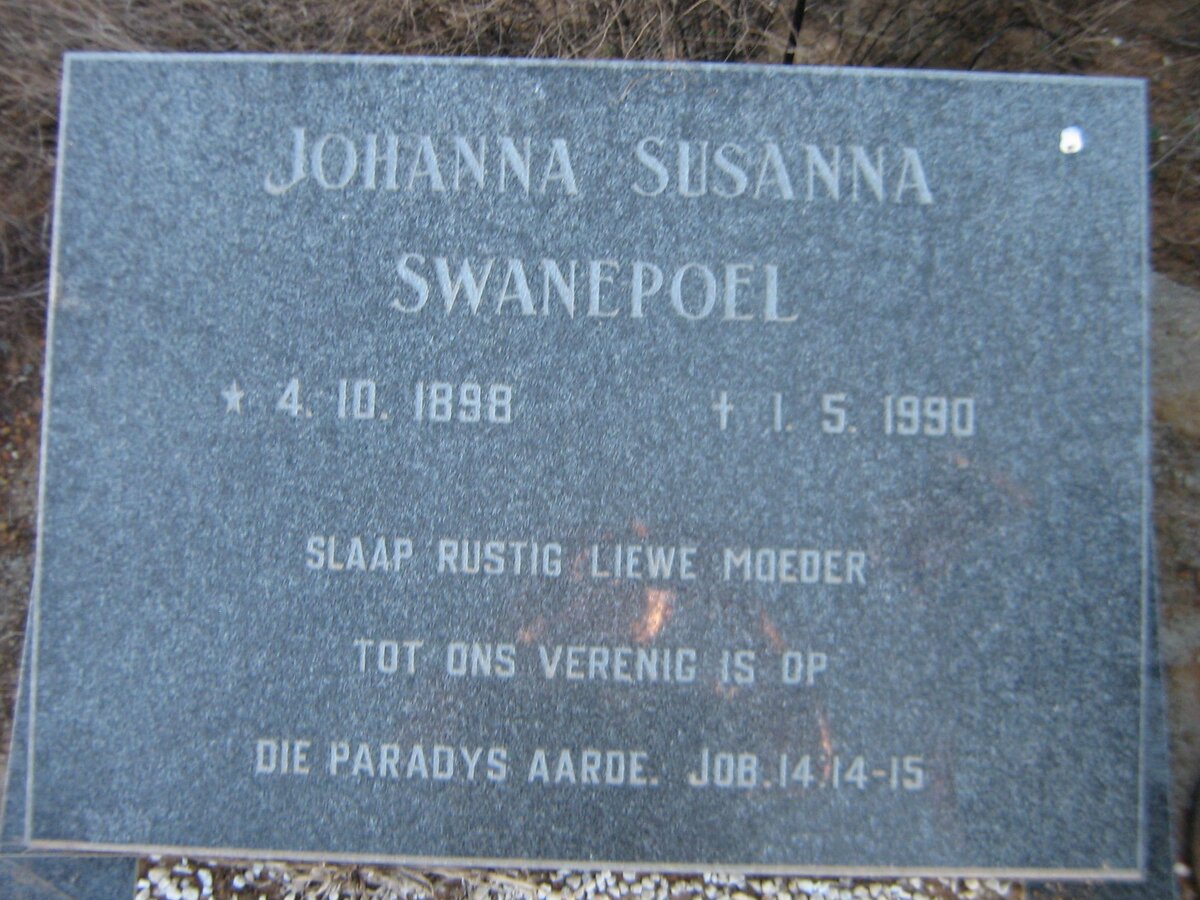 JOHANNA SUSANNA
SWANEPOEL
★ 4. 10. 1898 ✝ 1. 5. 1990
SLAAP RUSTIG LIEWE MOEDER
TOT ONS VERENIG IS OP
DIE PARADYS AARDE. JOB.14:14-15